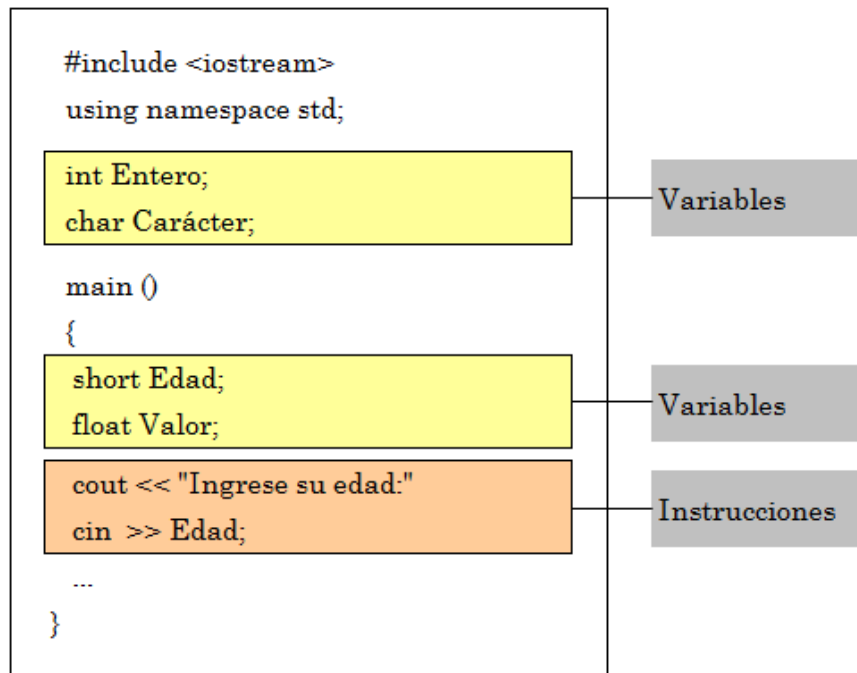 #include <iostream>
using namespace std;
int Entero;
char Carácter;
Variables
main ()
{
short Edad;
float Valor;
Variables
cout << "Ingrese su edad:"
cin >> Edad;
Instrucciones
...
}